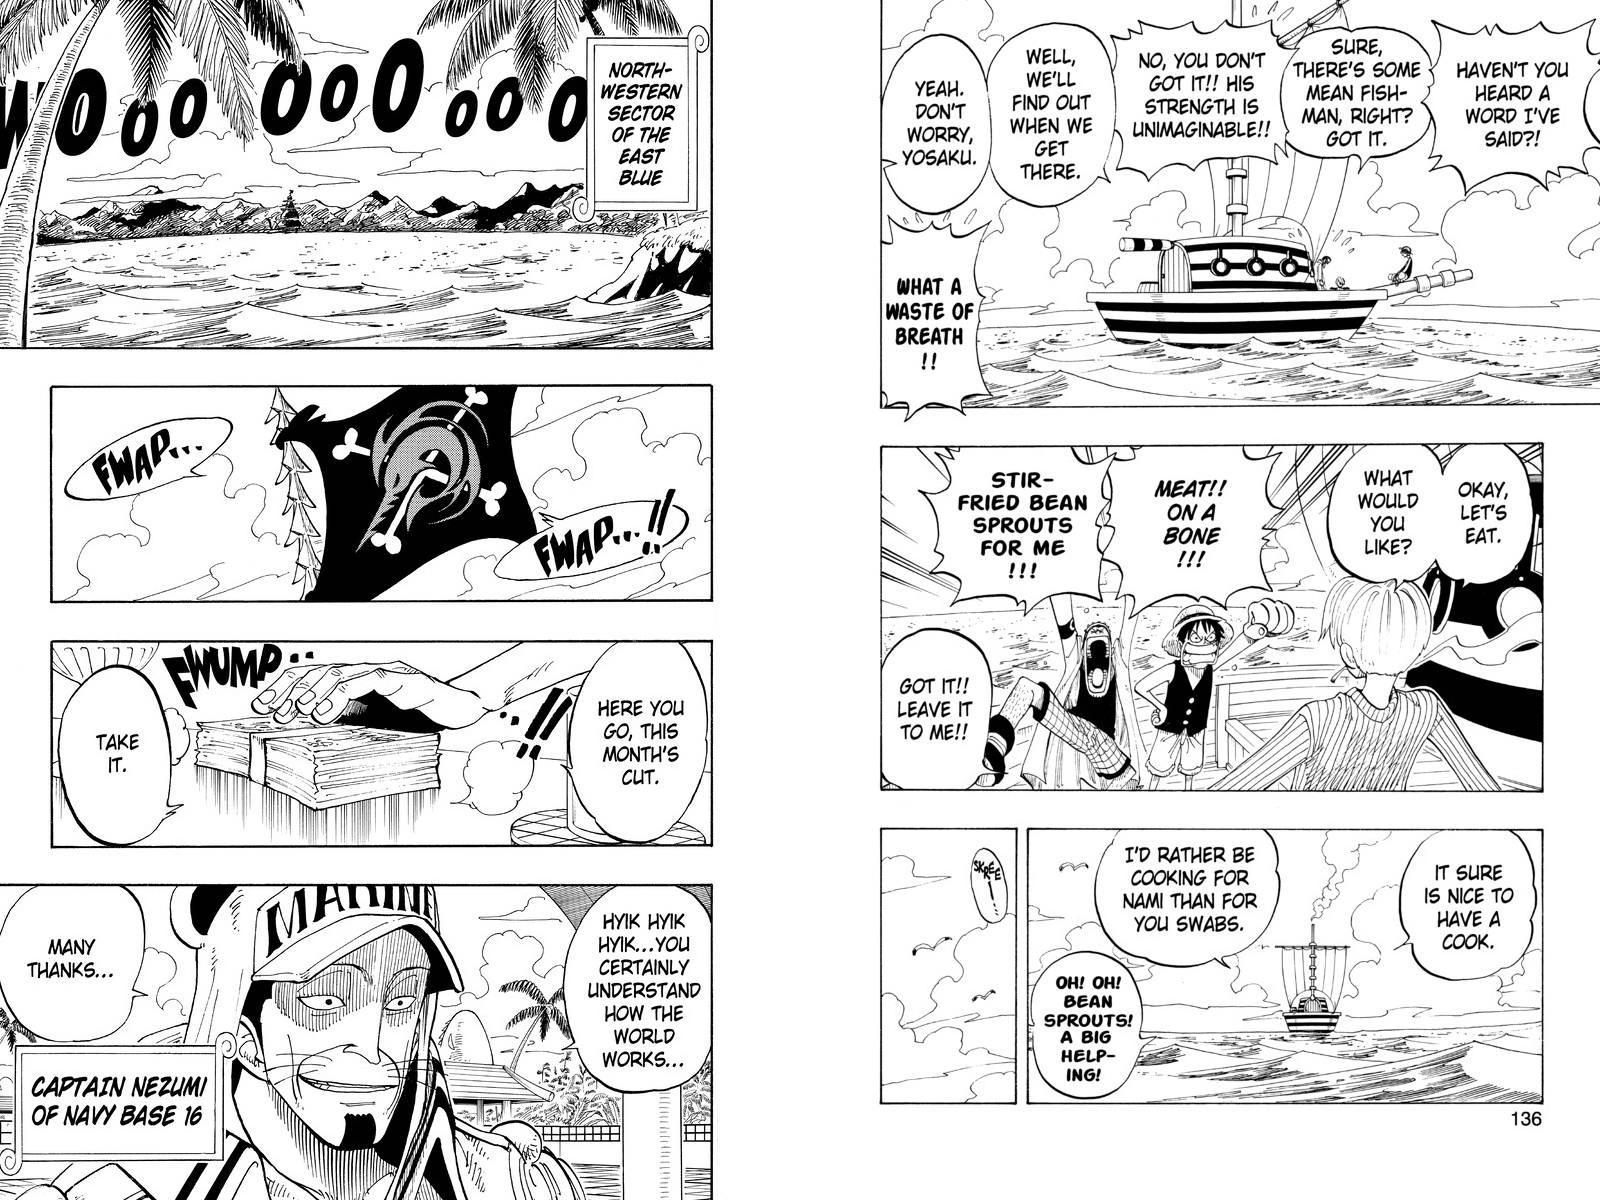 HAVEN'T YOU
HEARD A
WORD I'VE
SAID?!
SURE,
THERE'S SOME
MEAN FISH-
MAN, RIGHT?
GOT IT.
NO, YOU DON'T
GOT IT!! HIS
STRENGTH IS
UNIMAGINABLE!!
WELL,
WE'LL
FIND OUT
WHEN WE
GET
THERE.
YEAH.
DON'T
WORRY,
YOSAKU.
WHAT A
WASTE OF
BREATH
!!
OKAY,
LET'S
EAT.
WHAT
WOULD
YOU
LIKE?
MEAT!!
ON A
BONE
!!!
STIR-
FRIED BEAN
SPROUTS
FOR ME
!!!
GOT IT!!
LEAVE IT
TO ME!!
IT SURE
IS NICE TO
HAVE A
COOK.
I'D RATHER BE
COOKING FOR
NAMI THAN FOR
YOU SWABS.
OH! OH!
BEAN
SPROUTS!
A BIG
HELP-
ING!
SKREE
136
NORTH-
WESTERN
SECTOR
OF THE
EAST
BLUE
WOooOoOoooO
FWAP...
FWAP...!!
HERE YOU
GO, THIS
MONTH'S
CUT.
FWUMP..
..!!
TAKE
IT.
HYIK HYIK
HYIK...YOU
CERTAINLY
UNDERSTAND
HOW THE
WORLD
WORKS...
MARINE
MANY
THANKS...
CAPTAIN NEZUMI
OF NAVY BASE 16